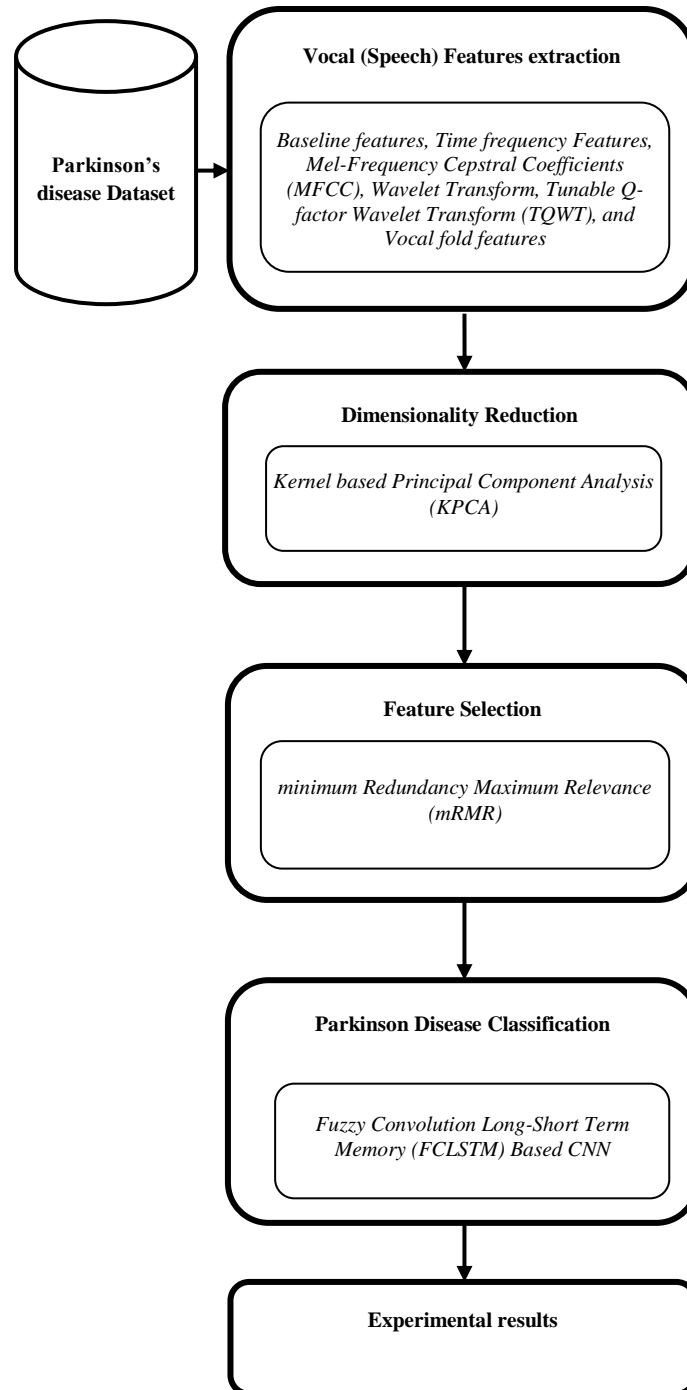 Parkinson's
disease Dataset
Vocal (Speech) Features extraction
Baseline features, Time frequency Features,
Mel-Frequency Cepstral Coefficients
(MFCC), Wavelet Transform, Tunable Q-
factor Wavelet Transform (TQWT), and
Vocal fold features
Dimensionality Reduction
Kernel based Principal Component Analysis
(KPCA)
Feature Selection
minimum Redundancy Maximum Relevance
(mRMR)
Parkinson Disease Classification
Fuzzy Convolution Long-Short Term
Memory (FCLSTM) Based CNN
Experimental results